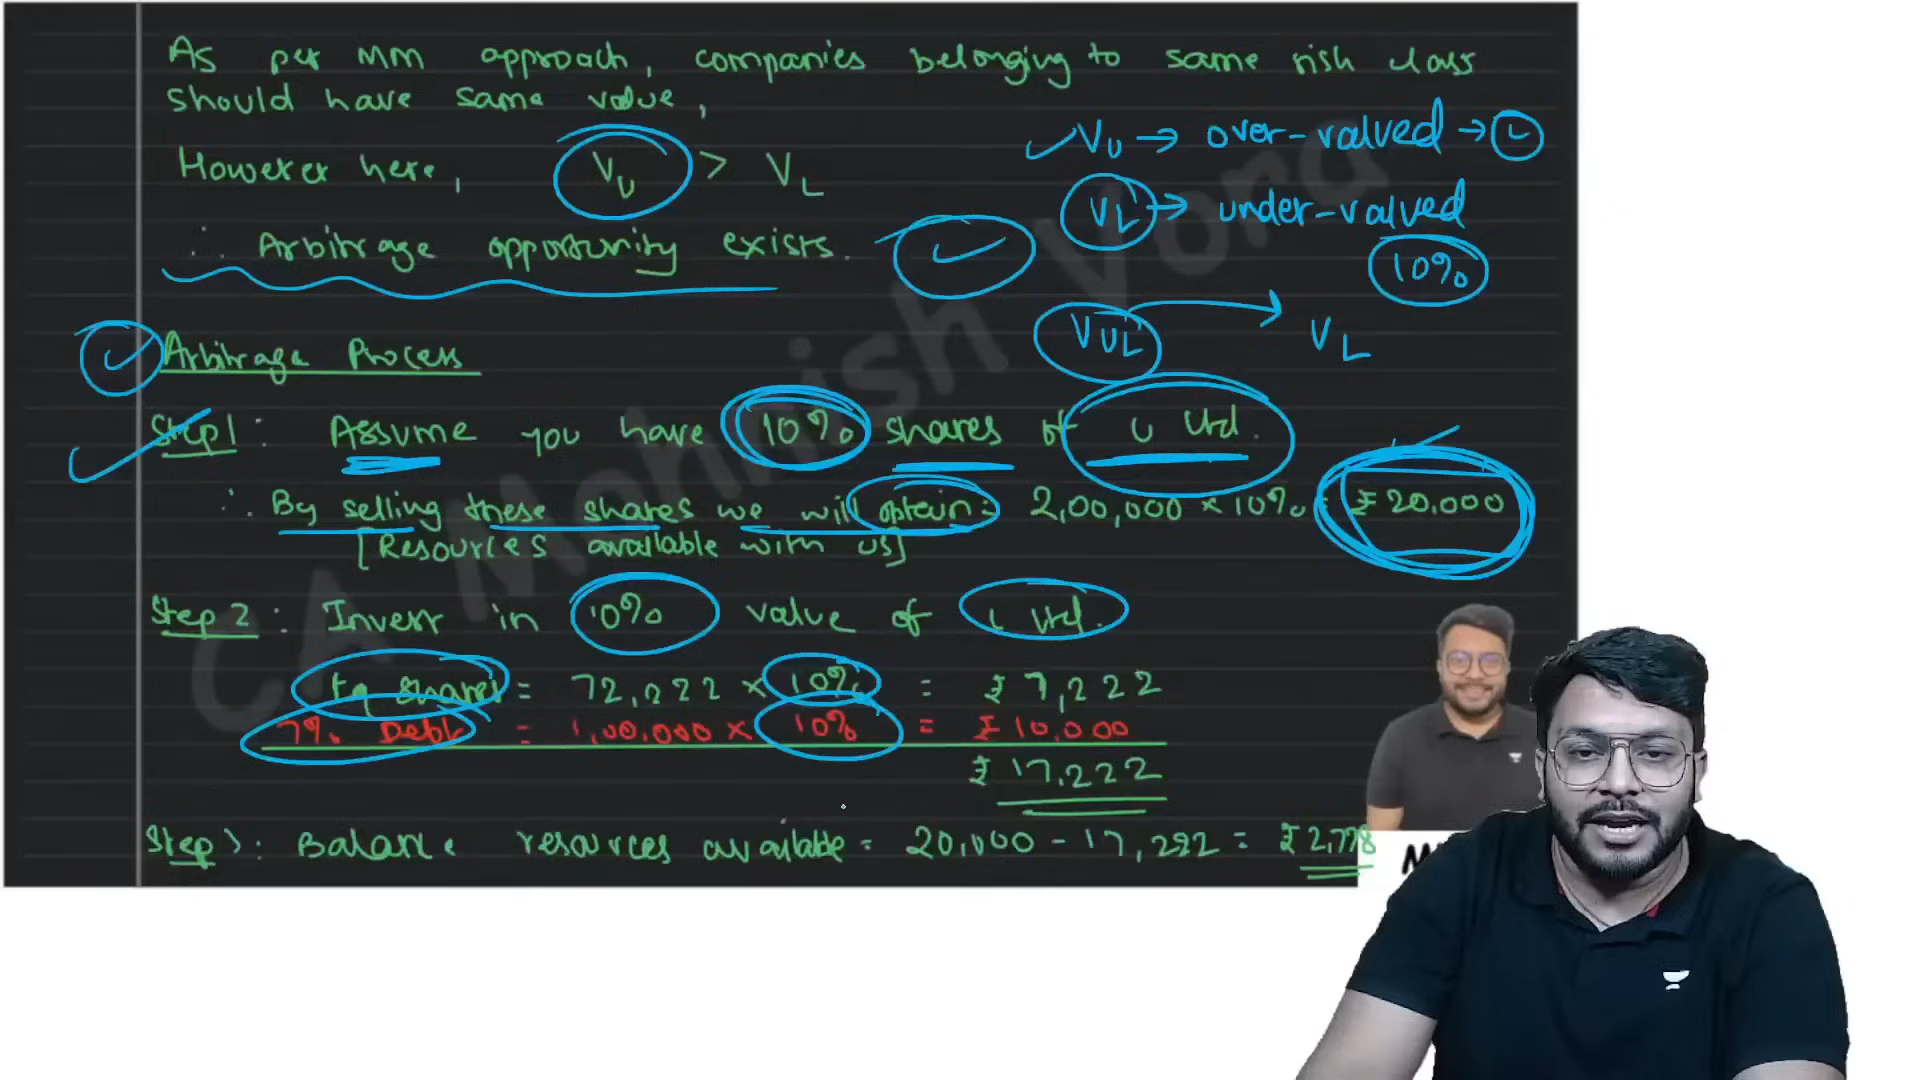 As per MM approach, companies belonging to same risk class
should have same value,
However here, VU > VL
∴ Arbitrage opportunity exists.
VU → over-valued →
VL → under-valued
10%
VUL → VL
Arbitrage Process
Step 1: Assume you have 10% shares of U Ltd.
∴ By selling these shares we will obtain = 2,00,000 × 10% = ₹20,000
[Resources available with us]
Step 2: Invest in 10% value of L Ltd.
Eq shares = 72,222 × 10% = ₹7,222
7% Debt = 1,00,000 × 10% = ₹10,000
₹17,222
Step 3: Balance resources available = 20,000 - 17,222 = ₹2,778
CA Mohnish Vora